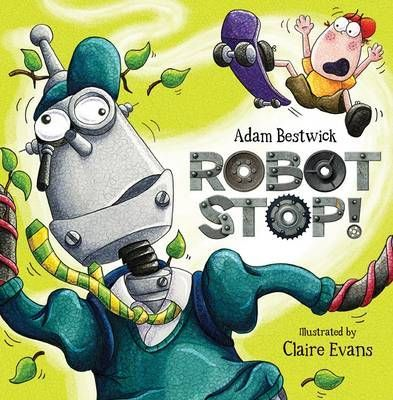 Adam Bestwick
ROBOT
STOP!
Illustrated by
Claire Evans